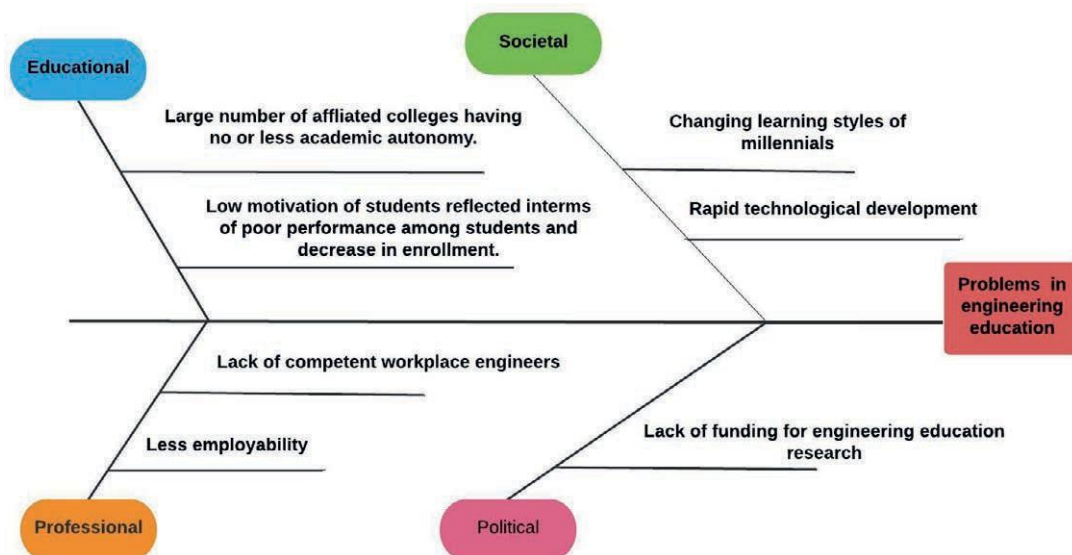 Societal
Educational
Large number of affliated colleges having
no or less academic autonomy.
Changing learning styles of
millennials
Low motivation of students reflected interms
of poor performance among students and
decrease in enrollment.
Rapid technological development
Problems in
engineering
education
Lack of competent workplace engineers
Less employability
Lack of funding for engineering education
research
Professional
Political